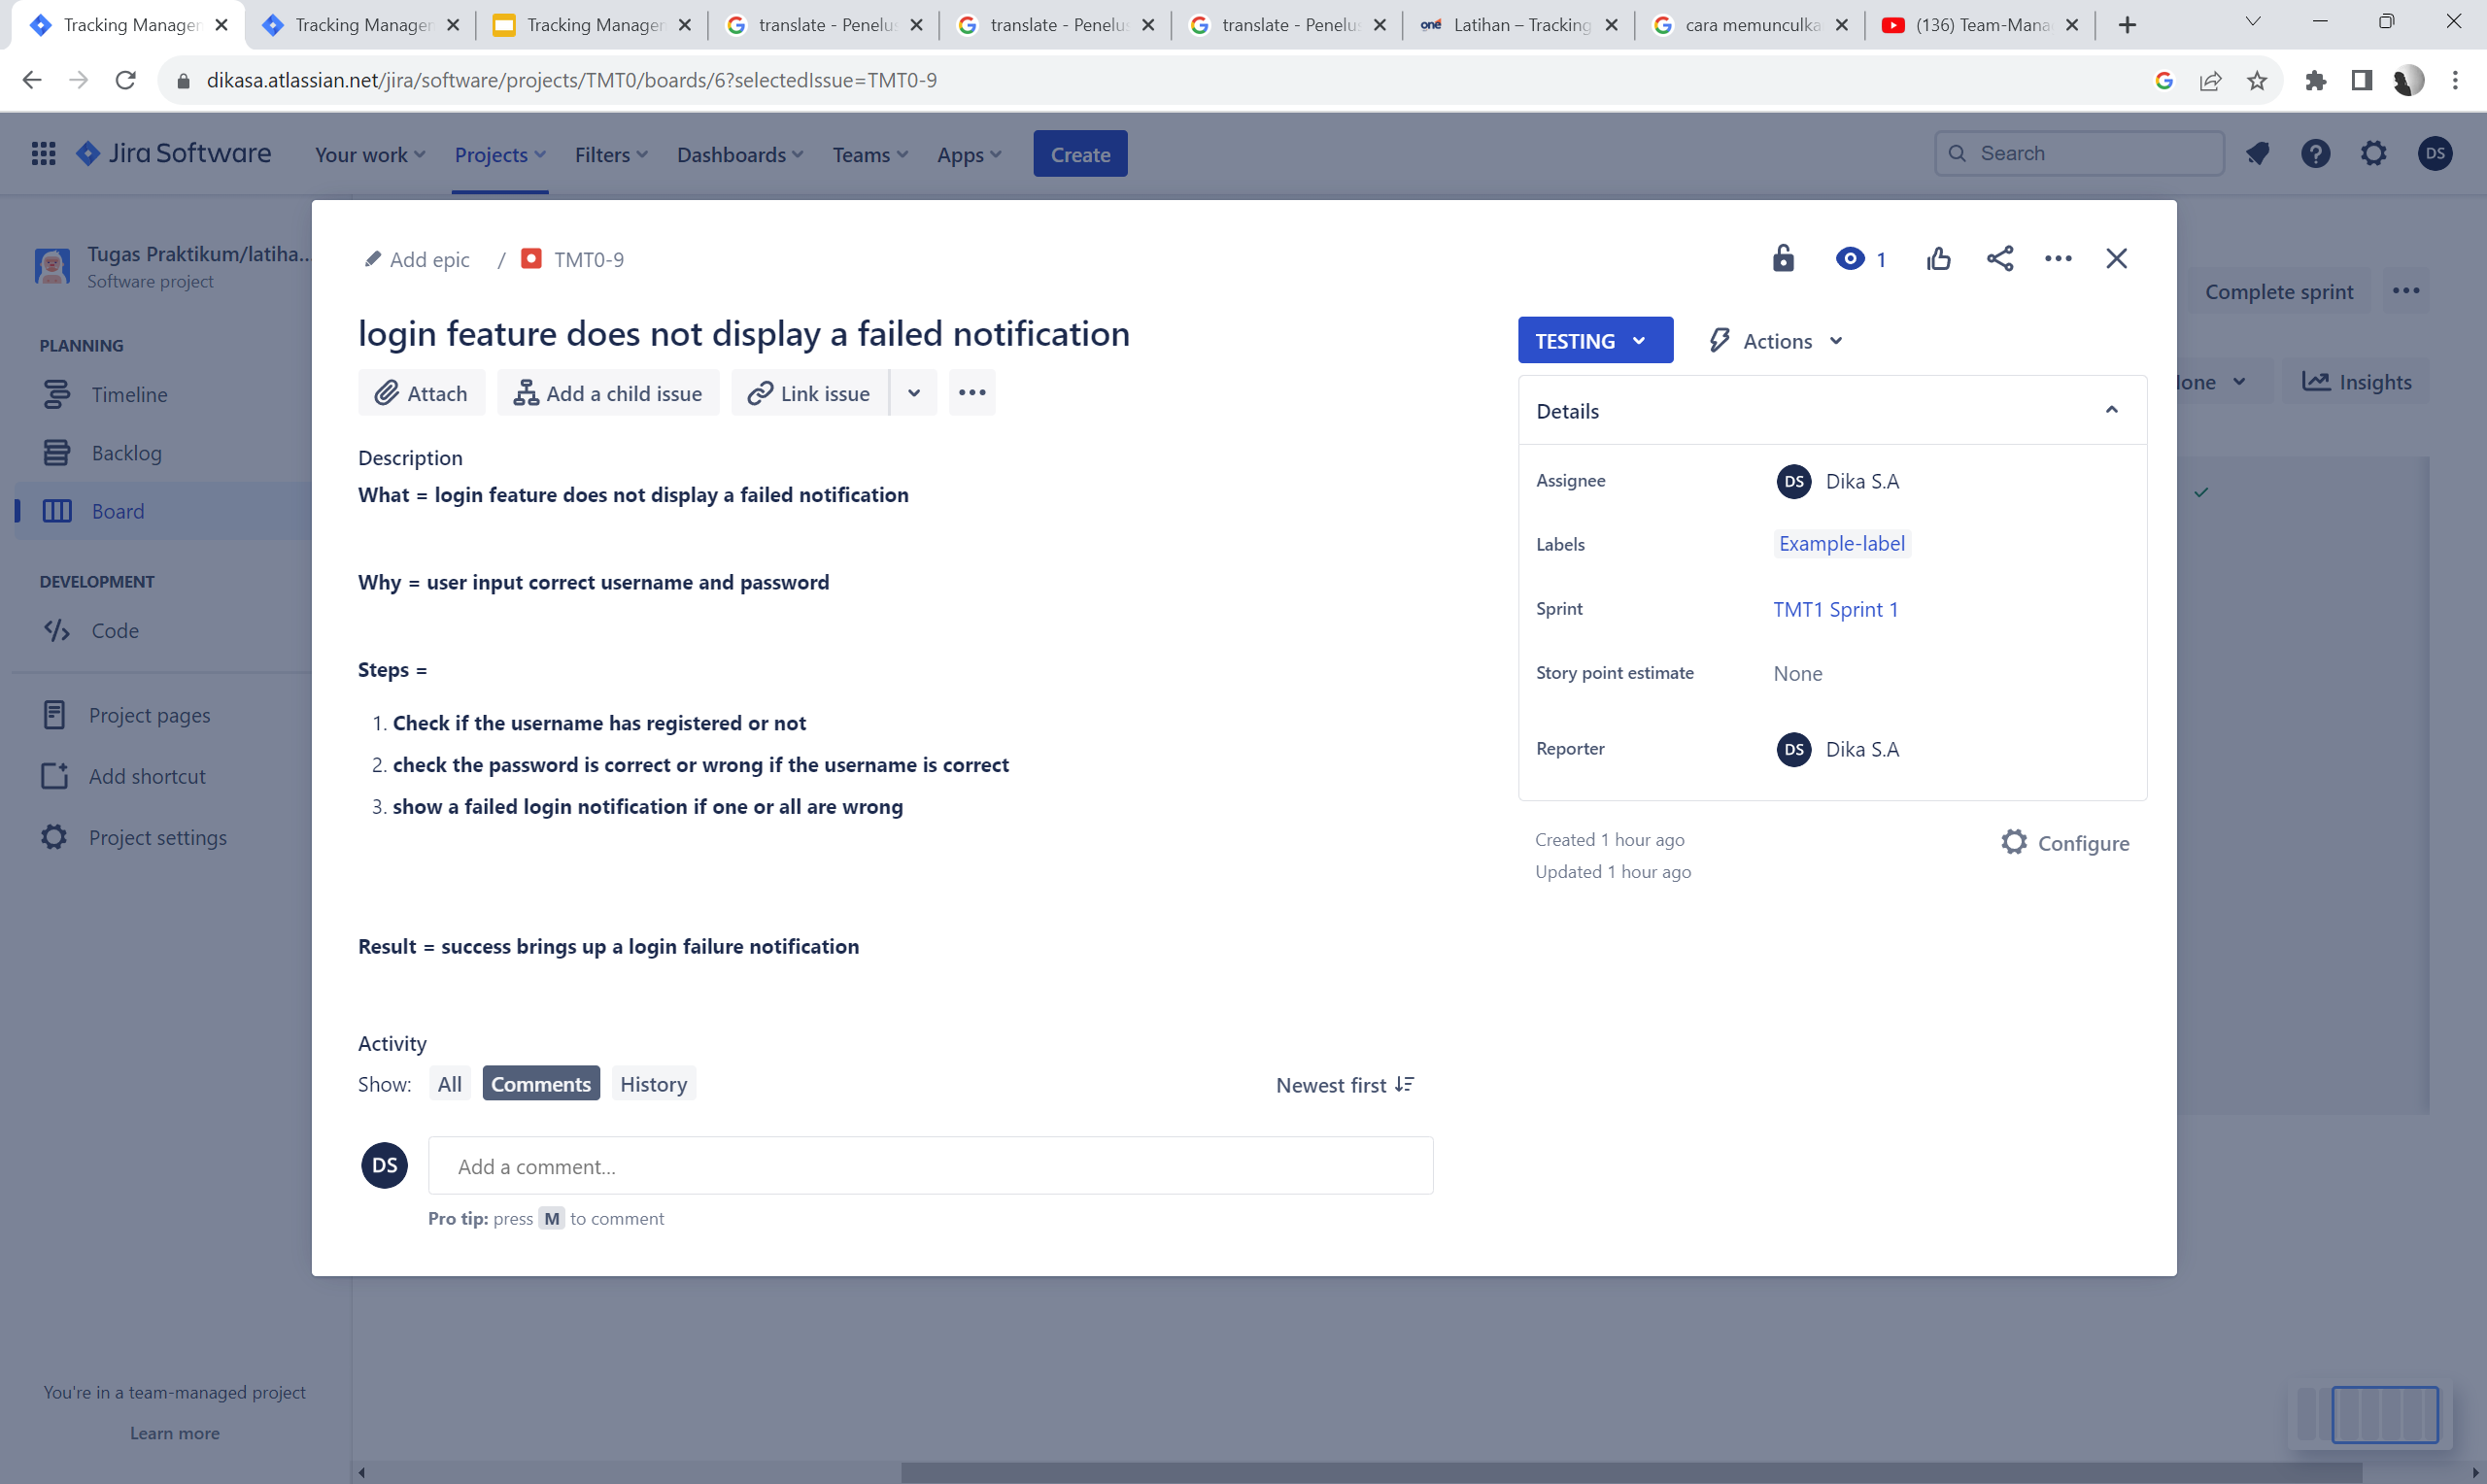 Tracking Manager
Tracking Manager
Tracking Manager
translate - Penelus
translate - Penelus
translate - Penelus
one Latihan – Tracking
cara memunculka
(136) Team-Mana
dikasa.atlassian.net/jira/software/projects/TMT0/boards/6?selectedIssue=TMT0-9
Jira Software
Your work
Projects
Filters
Dashboards
Teams
Apps
Create
Search
DS
Tugas Praktikum/latiha...
Software project
PLANNING
Timeline
Backlog
Board
DEVELOPMENT
Code
Project pages
Add shortcut
Project settings
You're in a team-managed project
Learn more
Complete sprint
Insights
Add epic / TMT0-9
1
login feature does not display a failed notification
Attach
Add a child issue
Link issue
Description
What = login feature does not display a failed notification
Why = user input correct username and password
Steps =
1. Check if the username has registered or not
2. check the password is correct or wrong if the username is correct
3. show a failed login notification if one or all are wrong
Result = success brings up a login failure notification
Activity
Show: All Comments History
Newest first
DS
Add a comment...
Pro tip: press M to comment
TESTING
Actions
Details
Assignee DS Dika S.A
Labels Example-label
Sprint TMT1 Sprint 1
Story point estimate None
Reporter DS Dika S.A
Created 1 hour ago
Updated 1 hour ago
Configure